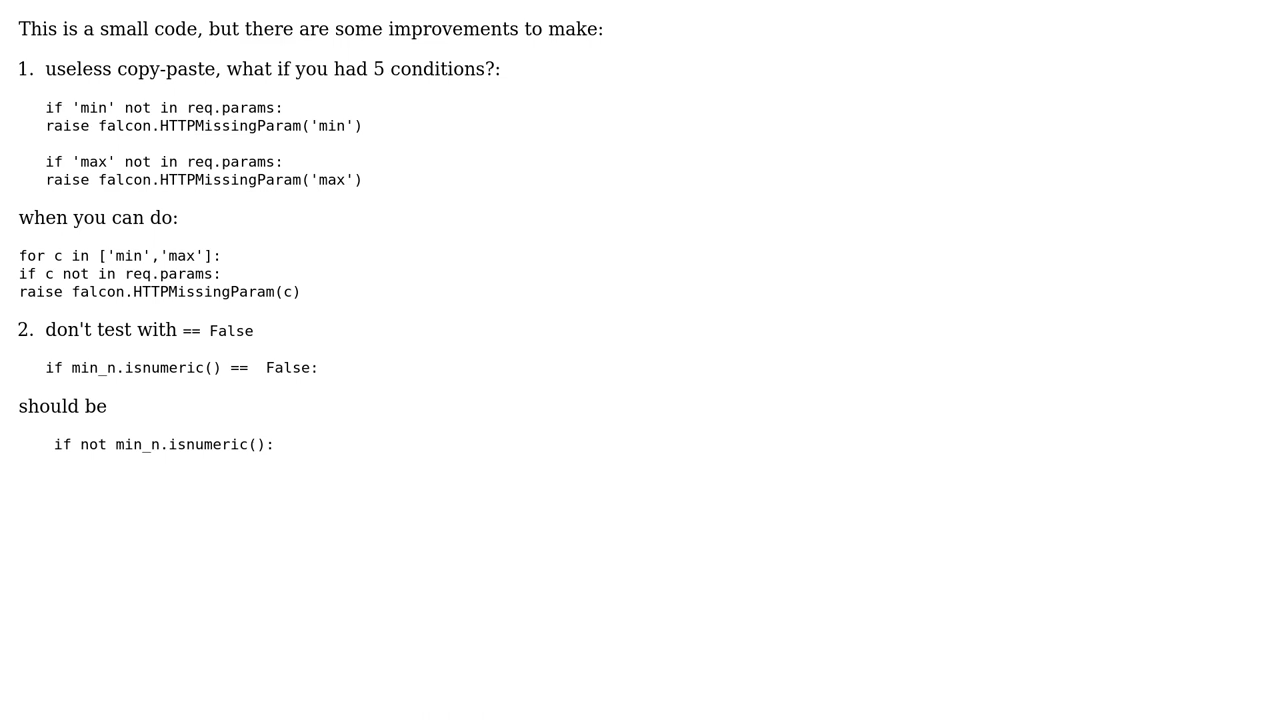 This is a small code, but there are some improvements to make:
1. useless copy-paste, what if you had 5 conditions?:
if 'min' not in req.params:
raise falcon.HTTPMissingParam('min')
if 'max' not in req.params:
raise falcon.HTTPMissingParam('max')
when you can do:
for c in ['min','max']:
if c not in req.params:
raise falcon.HTTPMissingParam(c)
2. don't test with == False
if min_n.isnumeric() ==  False:
should be
if not min_n.isnumeric():